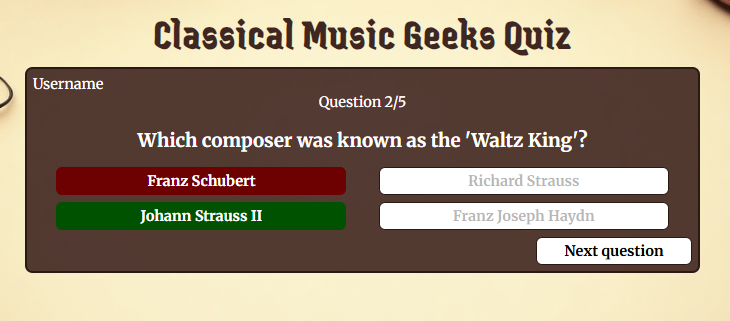 Classical Music Geeks Quiz
Username
Question 2/5
Which composer was known as the 'Waltz King'?
Franz Schubert
Richard Strauss
Johann Strauss II
Franz Joseph Haydn
Next question